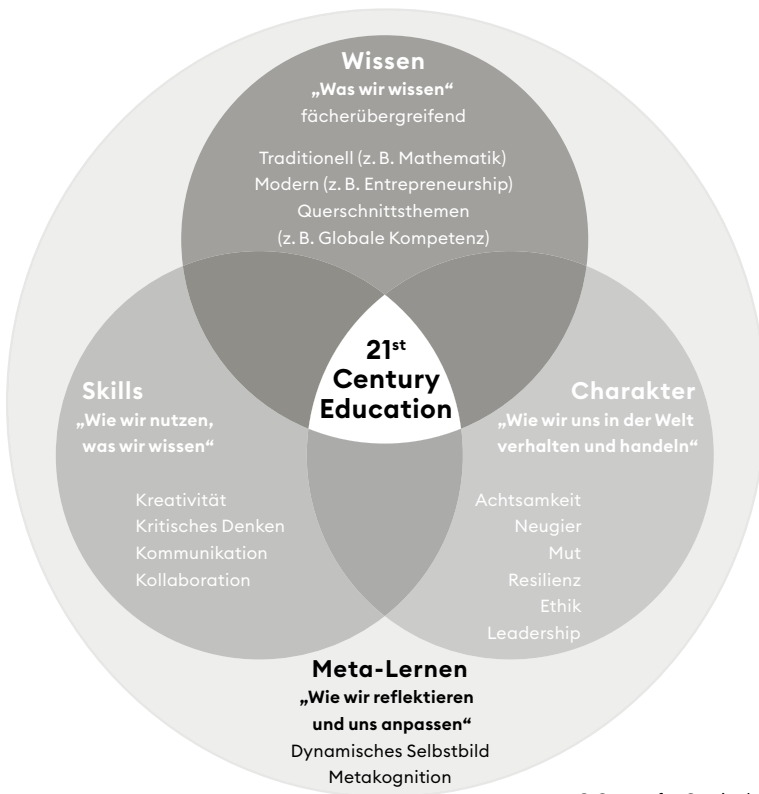 Wissen
„Was wir wissen“
fächerübergreifend
Traditionell (z. B. Mathematik)
Modern (z. B. Entrepreneurship)
Querschnittsthemen
(z. B. Globale Kompetenz)
21st
Century
Education
Skills
„Wie wir nutzen,
was wir wissen“
Kreativität
Kritisches Denken
Kommunikation
Kollaboration
Charakter
„Wie wir uns in der Welt
verhalten und handeln“
Achtsamkeit
Neugier
Mut
Resilienz
Ethik
Leadership
Meta-Lernen
„Wie wir reflektieren
und uns anpassen“
Dynamisches Selbstbild
Metakognition